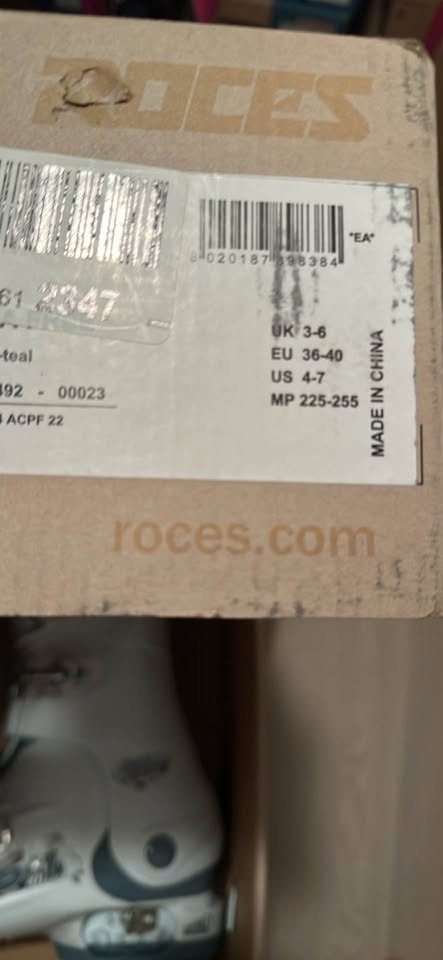 ROCES
8 020187 898384
"EA"
61 2347
-teal
492 - 00023
ACPF 22
UK 3-6
EU 36-40
US 4-7
MP 225-255
MADE IN CHINA
roces.com